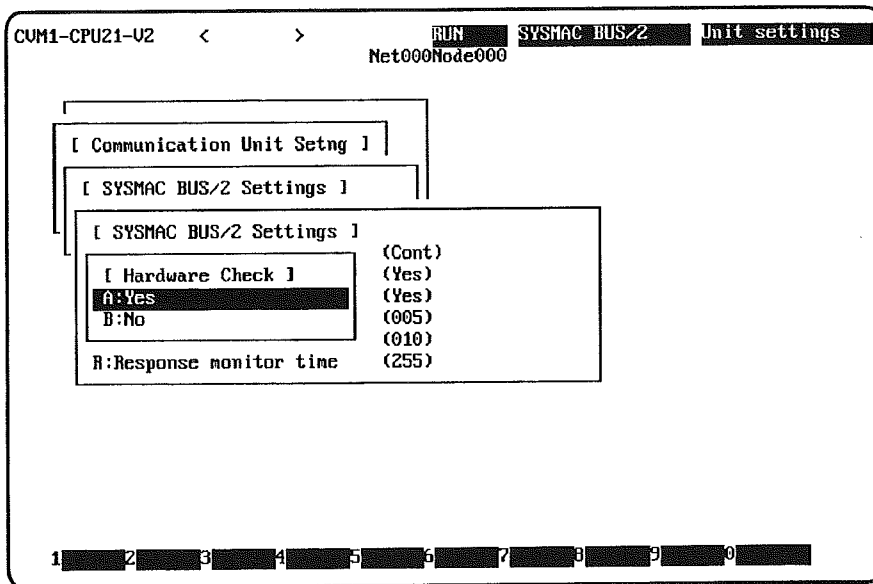 CVM1-CPU21-V2 < > RUN SYSMAC BUS/2 Unit settings
Net000Node000
[ Communication Unit Setng ]
[ SYSMAC BUS/2 Settings ]
[ SYSMAC BUS/2 Settings ]
(Cont)
[ Hardware Check ] (Yes)
A:Yes (Yes)
B:No (005)
(010)
R:Response monitor time (255)
1 2 3 4 5 6 7 8 9 0